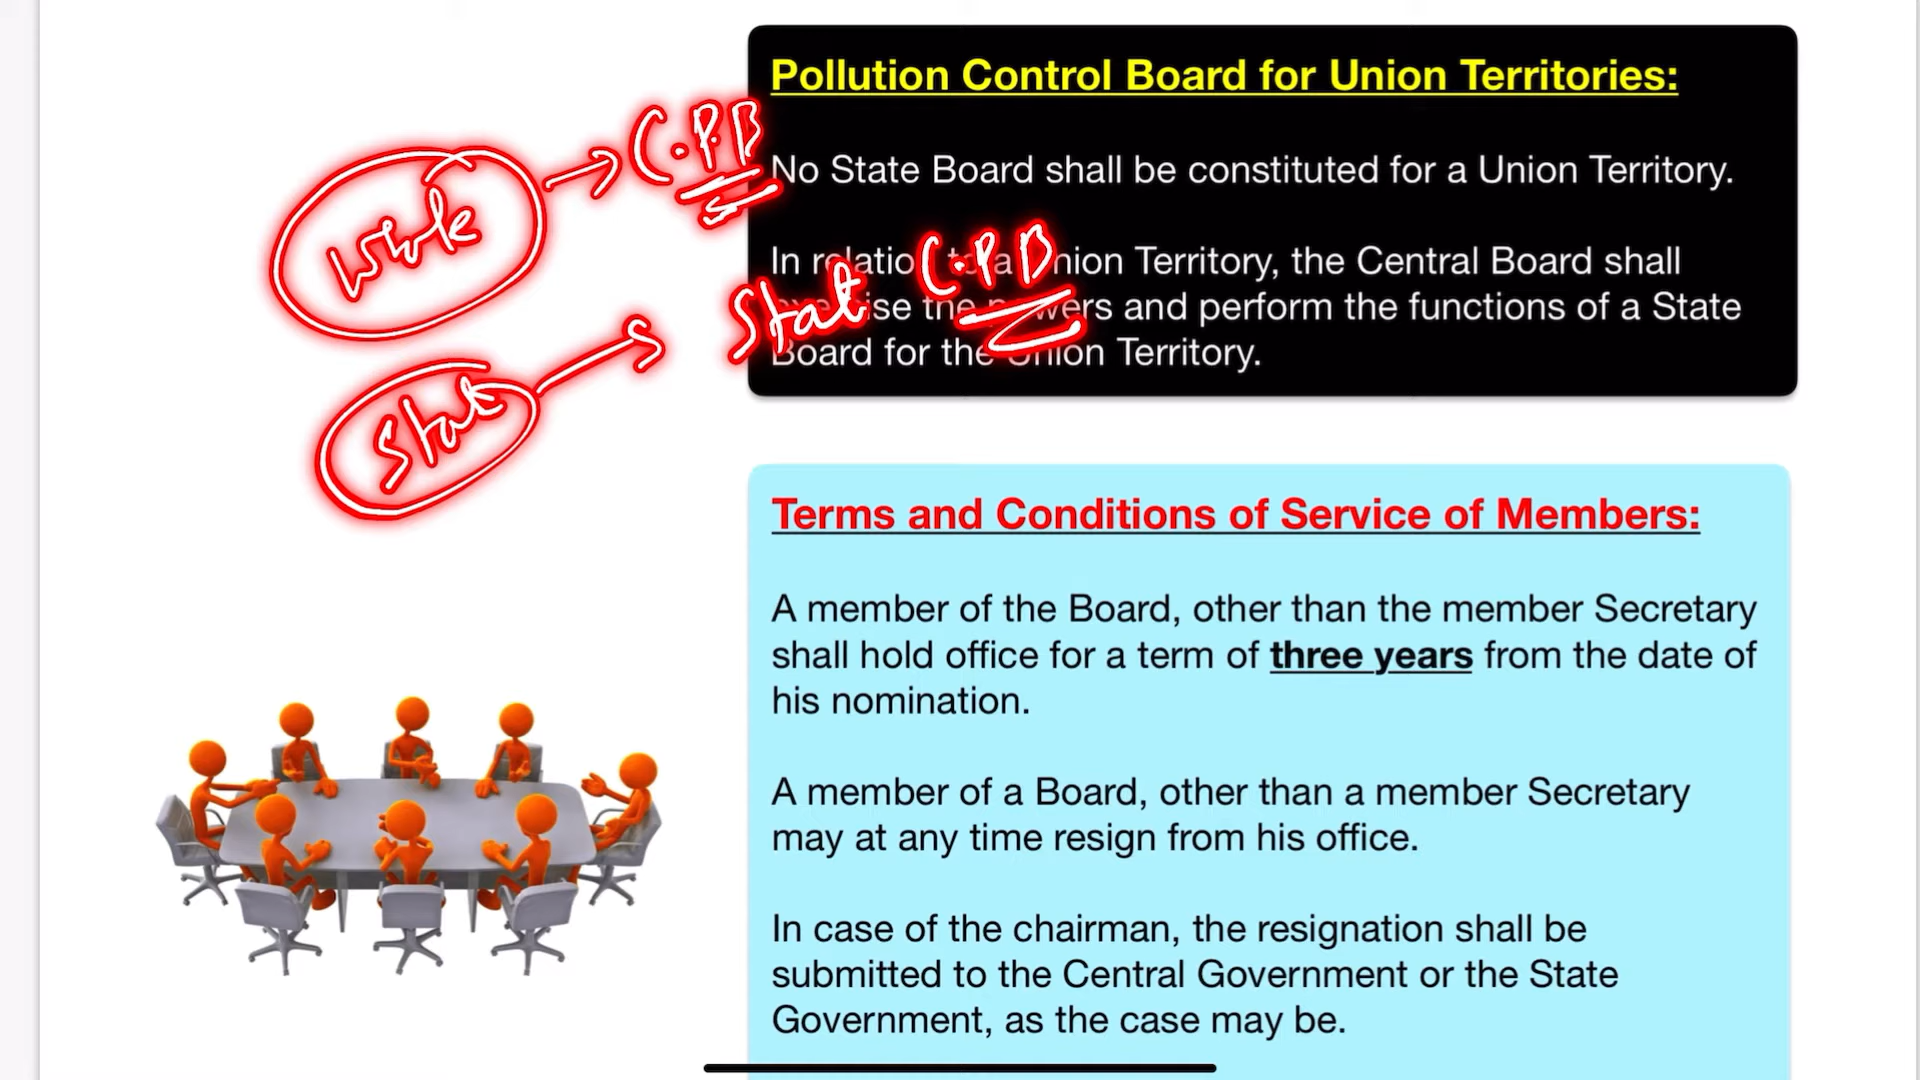 Pollution Control Board for Union Territories:
No State Board shall be constituted for a Union Territory.
In relation to a Union Territory, the Central Board shall
exercise the powers and perform the functions of a State
Board for the Union Territory.
C.P.B
Stat C.P.B
Stat
Terms and Conditions of Service of Members:
A member of the Board, other than the member Secretary
shall hold office for a term of three years from the date of
his nomination.
A member of a Board, other than a member Secretary
may at any time resign from his office.
In case of the chairman, the resignation shall be
submitted to the Central Government or the State
Government, as the case may be.